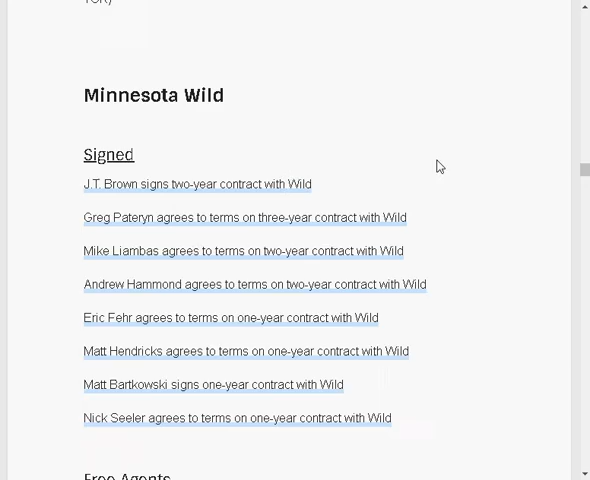 Minnesota Wild
Signed
J.T. Brown signs two-year contract with Wild
Greg Pateryn agrees to terms on three-year contract with Wild
Mike Liambas agrees to terms on two-year contract with Wild
Andrew Hammond agrees to terms on two-year contract with Wild
Eric Fehr agrees to terms on one-year contract with Wild
Matt Hendricks agrees to terms on one-year contract with Wild
Matt Bartkowski signs one-year contract with Wild
Nick Seeler agrees to terms on one-year contract with Wild
Free Agents